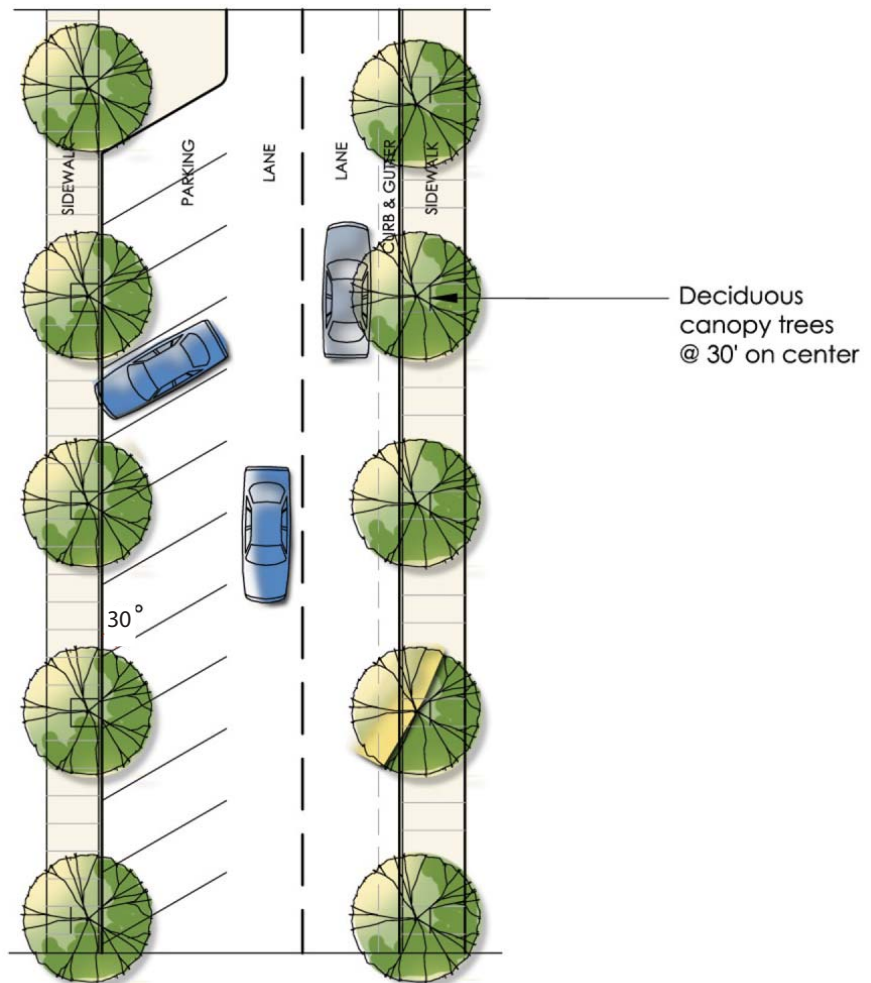 SIDEWALK
PARKING
LANE
LANE
CURB & GUTTER
SIDEWALK
Deciduous
canopy trees
@ 30' on center
30°